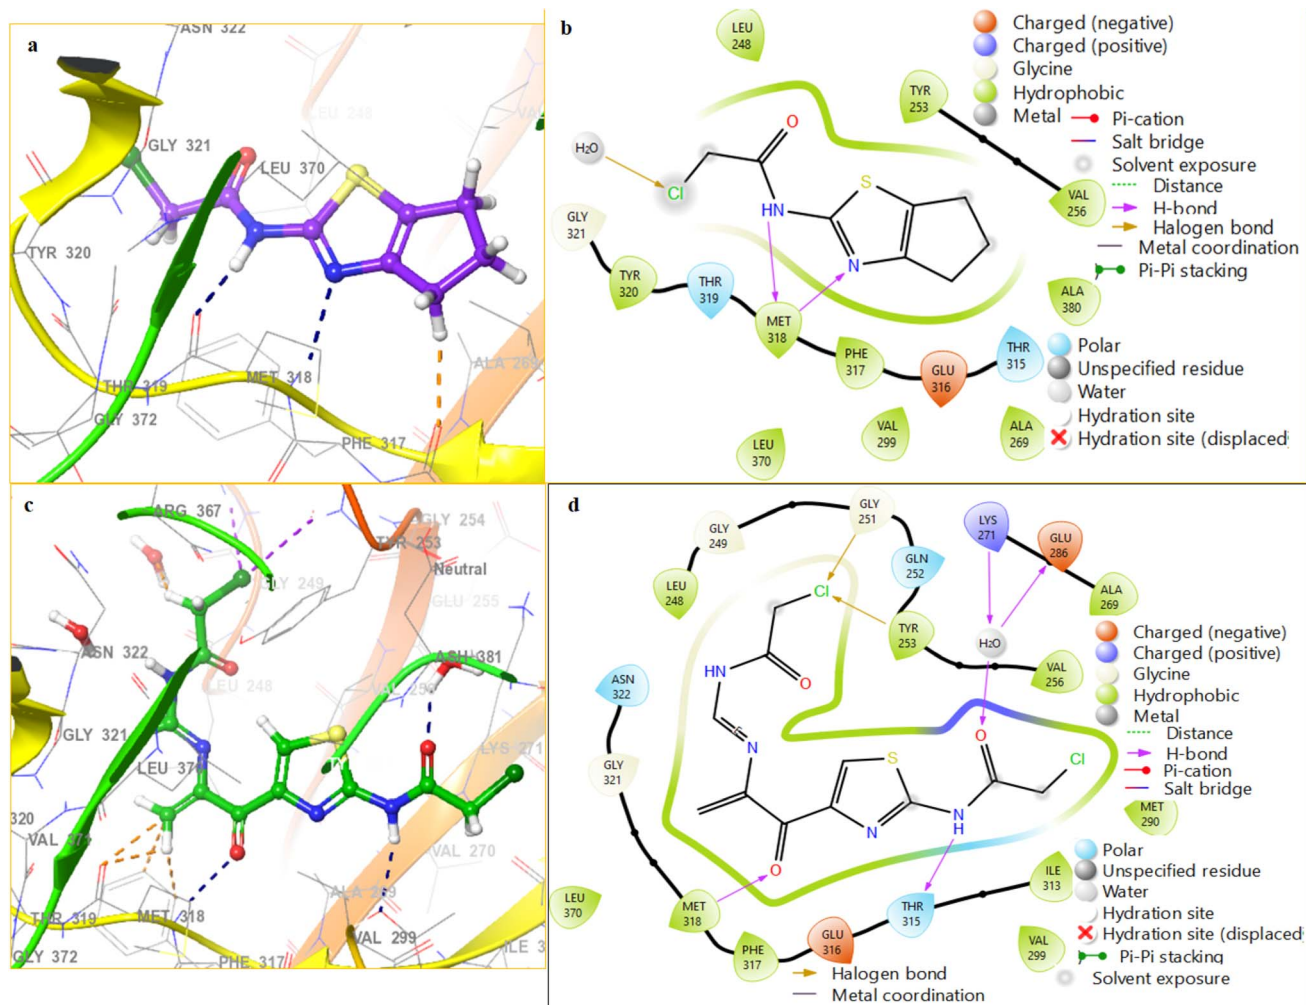 a
ASN 322
LEU 248
VAL
GLY 321
LEU 370
TYR 320
ALA 269
THR 319
MET 318
GLY 372
PHE 317
b
LEU
248
TYR
253
VAL
256
H₂O
O
Cl
HN
S
N
GLY
321
TYR
320
THR
319
MET
318
PHE
317
GLU
316
THR
315
ALA
380
VAL
299
ALA
269
LEU
370
Charged (negative)
Charged (positive)
Glycine
Hydrophobic
Metal
Pi-cation
Salt bridge
Solvent exposure
Distance
H-bond
Halogen bond
Metal coordination
Pi-Pi stacking
Polar
Unspecified residue
Water
Hydration site
Hydration site (displaced)
c
ARG 367
GLY 254
TYR 253
Neutral
GLY 249
GLU 255
ASN 322
ASH 381
LEU 248
GLY 321
LYS 271
320
VAL 270
THR 319
MET 318
VAL 299
ILE 3
GLY 372
PHE 317
d
GLY
249
GLY
251
LEU
248
GLN
252
TYR
253
LYS
271
GLU
286
ALA
269
H₂O
VAL
256
ASN
322
GLY
321
Cl
HN
O
N
S
O
Cl
N
N
H
O
MET
290
ILE
313
LEU
370
MET
318
PHE
317
GLU
316
THR
315
VAL
299
Charged (negative)
Charged (positive)
Glycine
Hydrophobic
Metal
Distance
H-bond
Pi-cation
Salt bridge
Polar
Unspecified residue
Water
Hydration site
Hydration site (displaced
Pi-Pi stacking
Solvent exposure
Halogen bond
Metal coordination